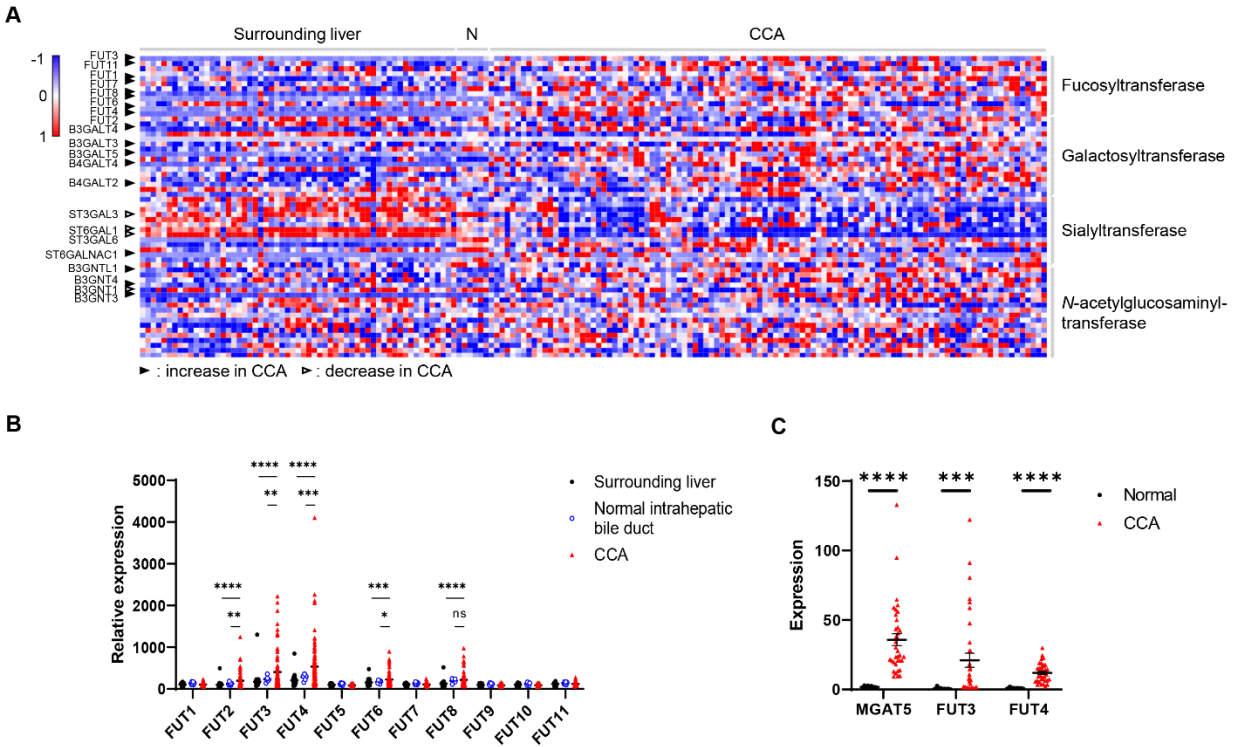 A
Surrounding liver N CCA
-1
0
1
FUT3
FUT11
FUT1
FUT7
FUT8
FUT6
FUT4
FUT2
B3GALT4
B3GALT3
B3GALT5
B4GALT4
B4GALT2
ST3GAL3
ST6GAL1
ST3GAL6
ST6GALNAC1
B3GNTL1
B3GNT4
B3GNT1
B3GNT3
Fucosyltransferase
Galactosyltransferase
Sialyltransferase
N-acetylglucosaminyl-
transferase
: increase in CCA : decrease in CCA
B
Relative expression
5000
4000
3000
2000
1000
0
**** ****
** ***
**** *** ****
** * ns
FUT1 FUT2 FUT3 FUT4 FUT5 FUT6 FUT7 FUT8 FUT9 FUT10 FUT11
Surrounding liver
Normal intrahepatic
bile duct
CCA
C
Expression
150
100
50
0
**** *** ****
MGAT5 FUT3 FUT4
Normal
CCA